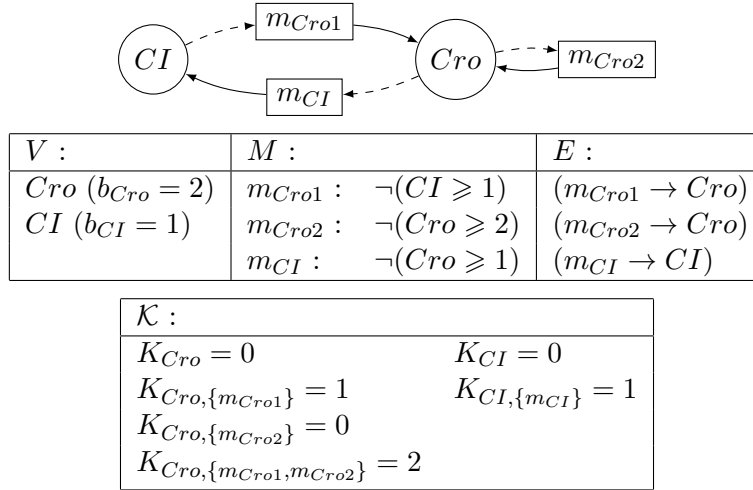 m_{Cro1}
CI
Cro
m_{Cro2}
m_{CI}
V :
M :
E :
Cro (b_{Cro} = 2)
m_{Cro1} : ¬(CI ⩾ 1)
(m_{Cro1} → Cro)
CI (b_{CI} = 1)
m_{Cro2} : ¬(Cro ⩾ 2)
(m_{Cro2} → Cro)
m_{CI} : ¬(Cro ⩾ 1)
(m_{CI} → CI)
𝒦 :
K_{Cro} = 0 K_{CI} = 0
K_{Cro,{m_{Cro1}}} = 1 K_{CI,{m_{CI}}} = 1
K_{Cro,{m_{Cro2}}} = 0
K_{Cro,{m_{Cro1},m_{Cro2}}} = 2